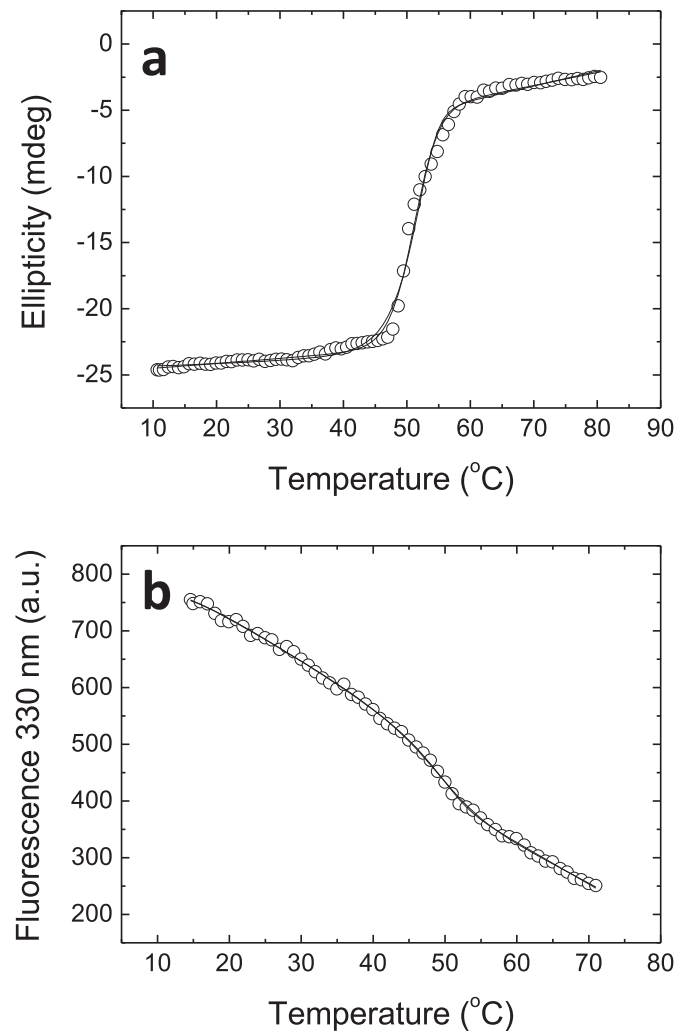 a
0
-5
-10
-15
-20
-25
Ellipticity (mdeg)
10 20 30 40 50 60 70 80 90
Temperature (°C)
b
800
700
600
500
400
300
200
Fluorescence 330 nm (a.u.)
10 20 30 40 50 60 70 80
Temperature (°C)